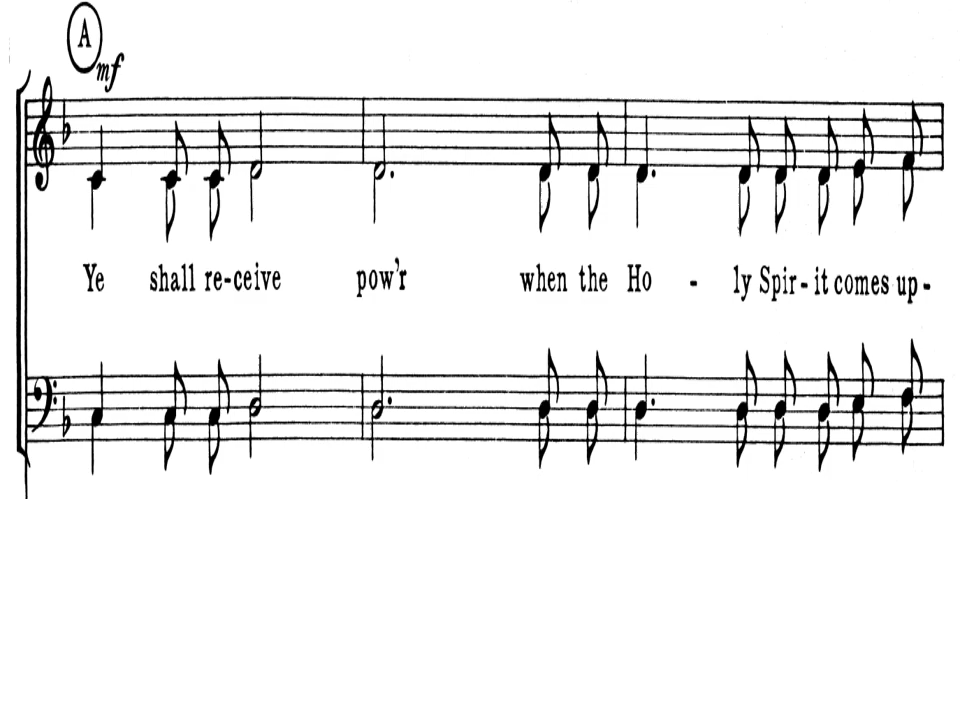 A
mf
Ye shall re-ceive pow'r when the Ho - ly Spir-it comes up-